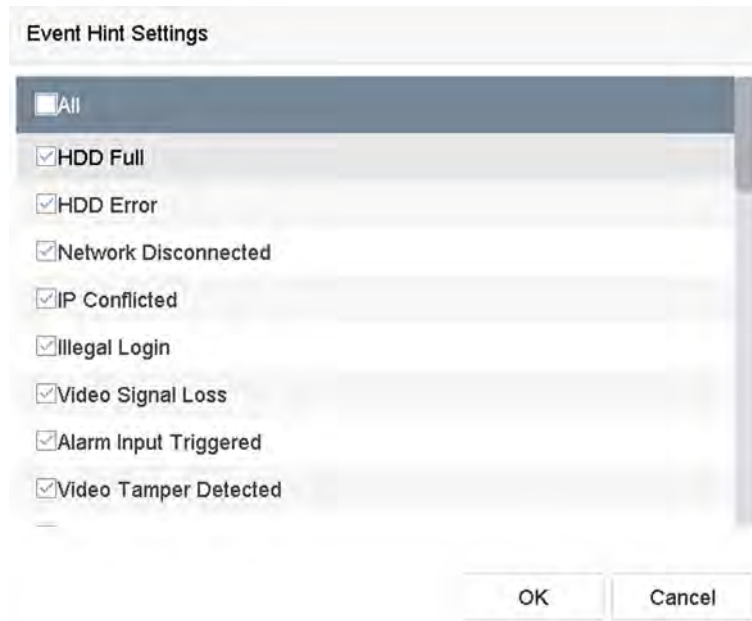 Event Hint Settings
All
HDD Full
HDD Error
Network Disconnected
IP Conflicted
Illegal Login
Video Signal Loss
Alarm Input Triggered
Video Tamper Detected
OK Cancel